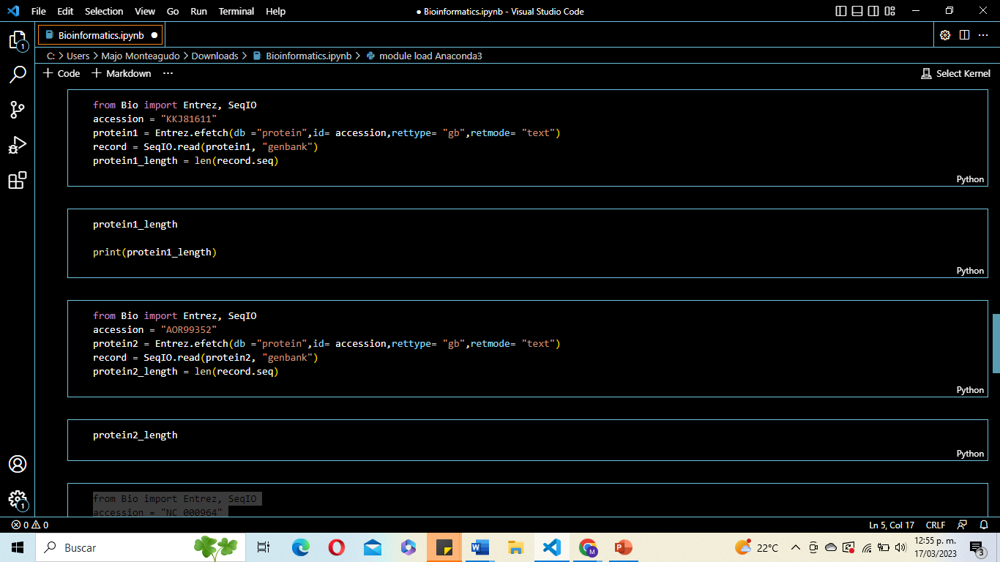 File Edit Selection View Go Run Terminal Help
● Bioinformatics.ipynb - Visual Studio Code
Bioinformatics.ipynb ●
C: > Users > Majo Monteagudo > Downloads > Bioinformatics.ipynb > module load Anaconda3
+ Code + Markdown ...
Select Kernel
from Bio import Entrez, SeqIO
accession = "KKJ81611"
protein1 = Entrez.efetch(db ="protein",id= accession,rettype= "gb",retmode= "text")
record = SeqIO.read(protein1, "genbank")
protein1_length = len(record.seq)
Python
protein1_length
print(protein1_length)
Python
from Bio import Entrez, SeqIO
accession = "AOR99352"
protein2 = Entrez.efetch(db ="protein",id= accession,rettype= "gb",retmode= "text")
record = SeqIO.read(protein2, "genbank")
protein2_length = len(record.seq)
Python
protein2_length
Python
from Bio import Entrez, SeqIO
accession = "NC_000964"
1
1
0 0
Ln 5, Col 17 CRLF
Buscar
W
M
P
22°C
12:55 p. m.
17/03/2023
3